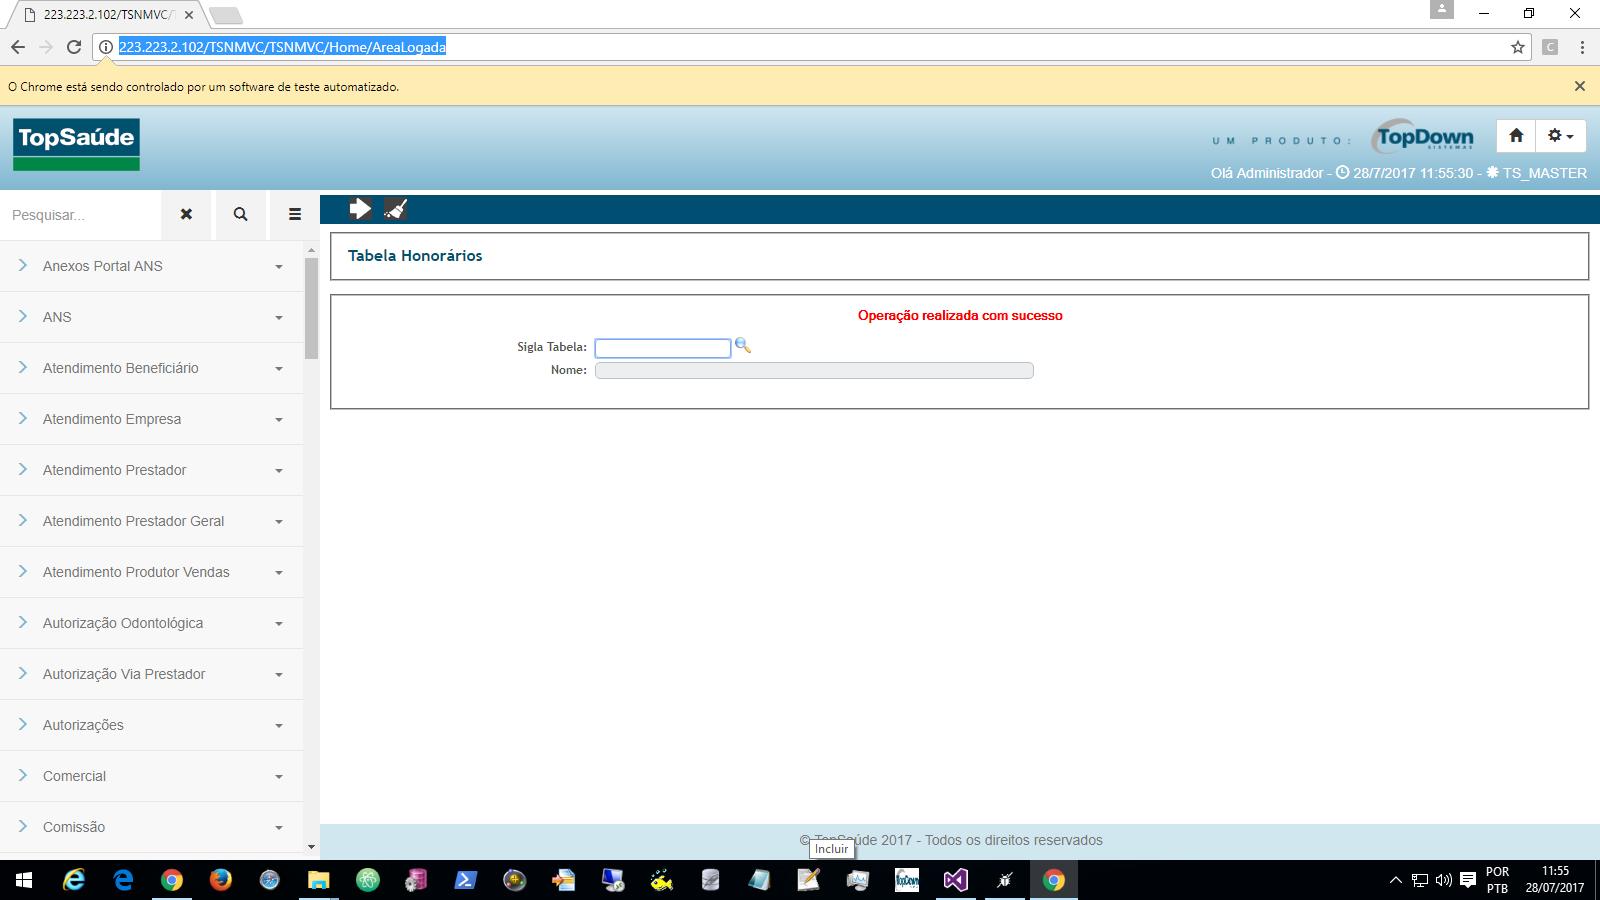 223.223.2.102/TSNMVC/T
223.223.2.102/TSNMVC/TSNMVC/Home/AreaLogada
C
O Chrome está sendo controlado por um software de teste automatizado.
TopSaúde
UM PRODUTO:
TopDown
SISTEMAS
Olá Administrador - 28/7/2017 11:55:30 - TS_MASTER
Pesquisar...
Tabela Honorários
Operação realizada com sucesso
Sigla Tabela:
Nome:
Anexos Portal ANS
ANS
Atendimento Beneficiário
Atendimento Empresa
Atendimento Prestador
Atendimento Prestador Geral
Atendimento Produtor Vendas
Autorização Odontológica
Autorização Via Prestador
Autorizações
Comercial
Comissão
© TopSaúde 2017 - Todos os direitos reservados
Incluir
TopDown
POR
PTB
11:55
28/07/2017